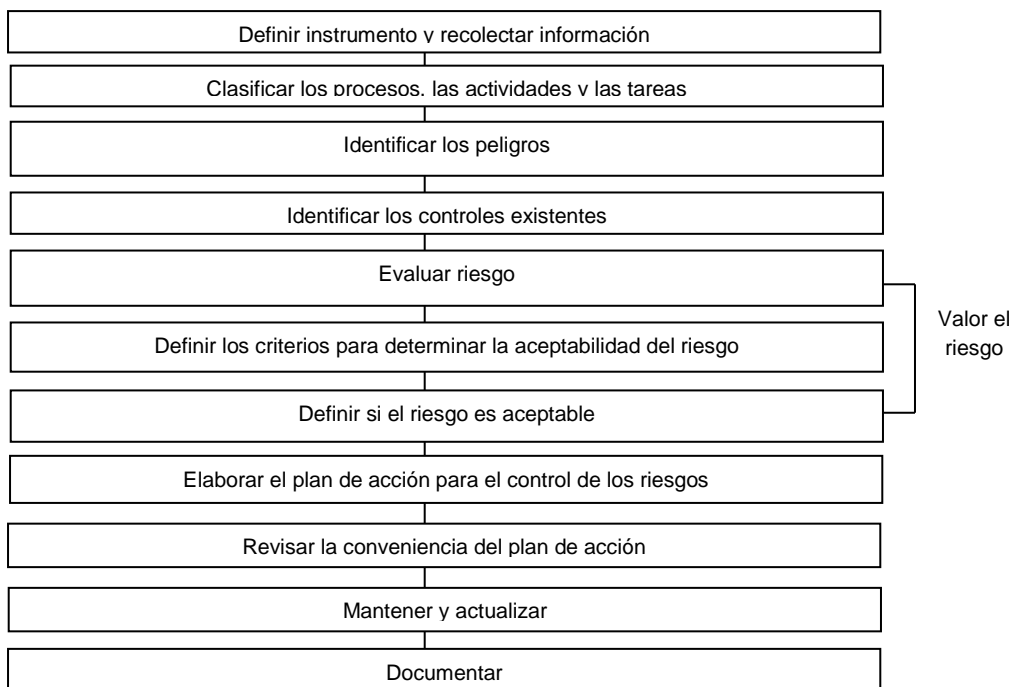 Definir instrumento y recolectar información
Clasificar los procesos, las actividades y las tareas
Identificar los peligros
Identificar los controles existentes
Evaluar riesgo
Definir los criterios para determinar la aceptabilidad del riesgo
Definir si el riesgo es aceptable
Valor el
riesgo
Elaborar el plan de acción para el control de los riesgos
Revisar la conveniencia del plan de acción
Mantener y actualizar
Documentar